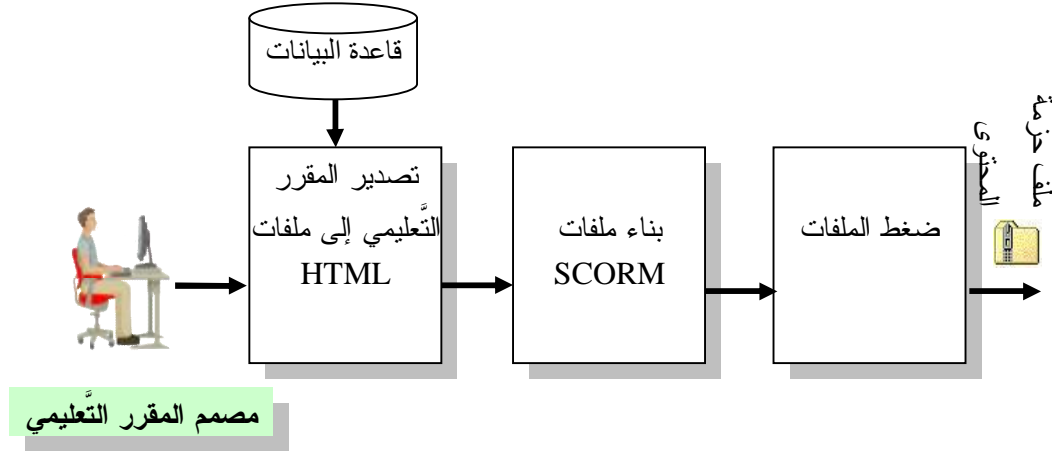 قاعدة البيانات
تصدير المقرر
التَّعليمي إلى ملفات
HTML
بناء ملفات
SCORM
ضغط الملفات
ملف حزمة
المحتوى
مصمم المقرر التَّعليمي